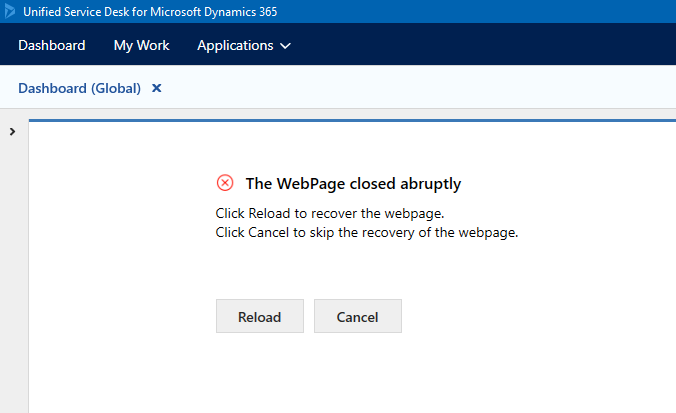 Unified Service Desk for Microsoft Dynamics 365
Dashboard My Work Applications
Dashboard (Global)
The WebPage closed abruptly
Click Reload to recover the webpage.
Click Cancel to skip the recovery of the webpage.
Reload Cancel